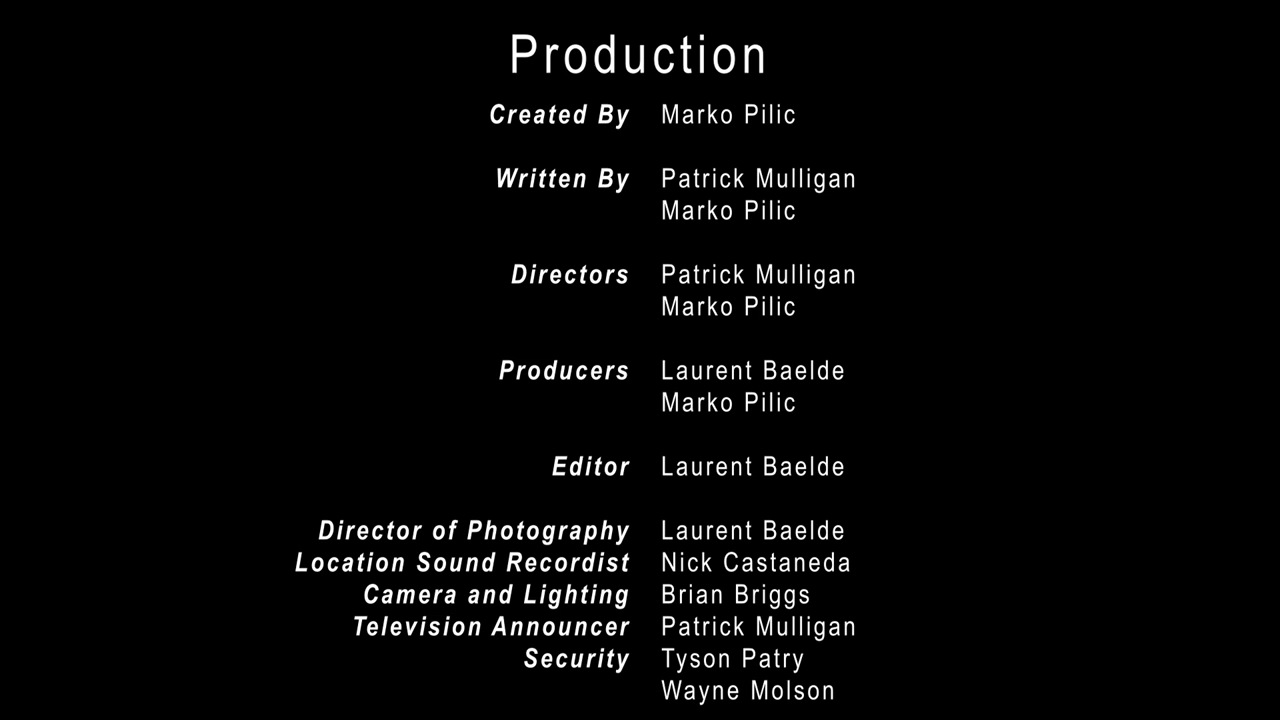 Production
Created By Marko Pilic
Written By Patrick Mulligan
Marko Pilic
Directors Patrick Mulligan
Marko Pilic
Producers Laurent Baelde
Marko Pilic
Editor Laurent Baelde
Director of Photography Laurent Baelde
Location Sound Recordist Nick Castaneda
Camera and Lighting Brian Briggs
Television Announcer Patrick Mulligan
Security Tyson Patry
Wayne Molson